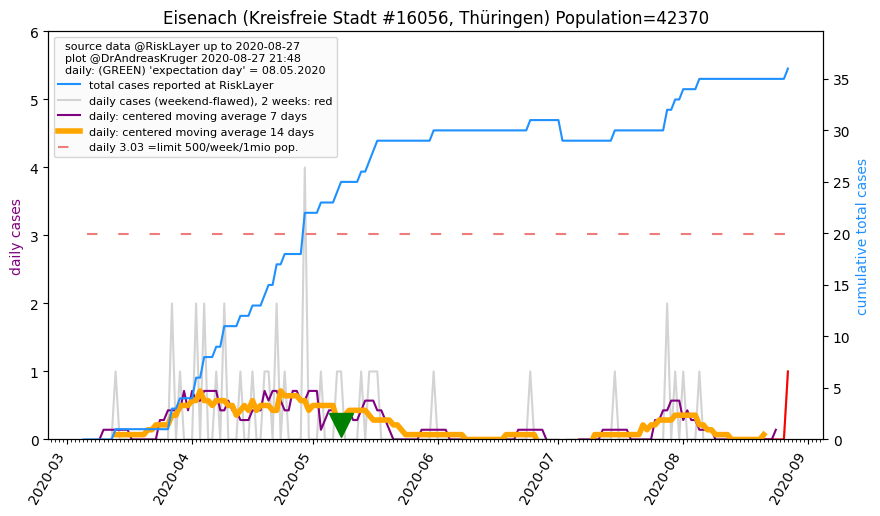 Eisenach (Kreisfreie Stadt #16056, Thüringen) Population=42370
source data @RiskLayer up to 2020-08-27
plot @DrAndreasKruger 2020-08-27 21:48
daily: (GREEN) 'expectation day' = 08.05.2020
total cases reported at RiskLayer
daily cases (weekend-flawed), 2 weeks: red
daily: centered moving average 7 days
daily: centered moving average 14 days
daily 3.03 =limit 500/week/1mio pop.
daily cases
6
5
4
3
2
1
0
cumulative total cases
35
30
25
20
15
10
5
0
2020-03
2020-04
2020-05
2020-06
2020-07
2020-08
2020-09